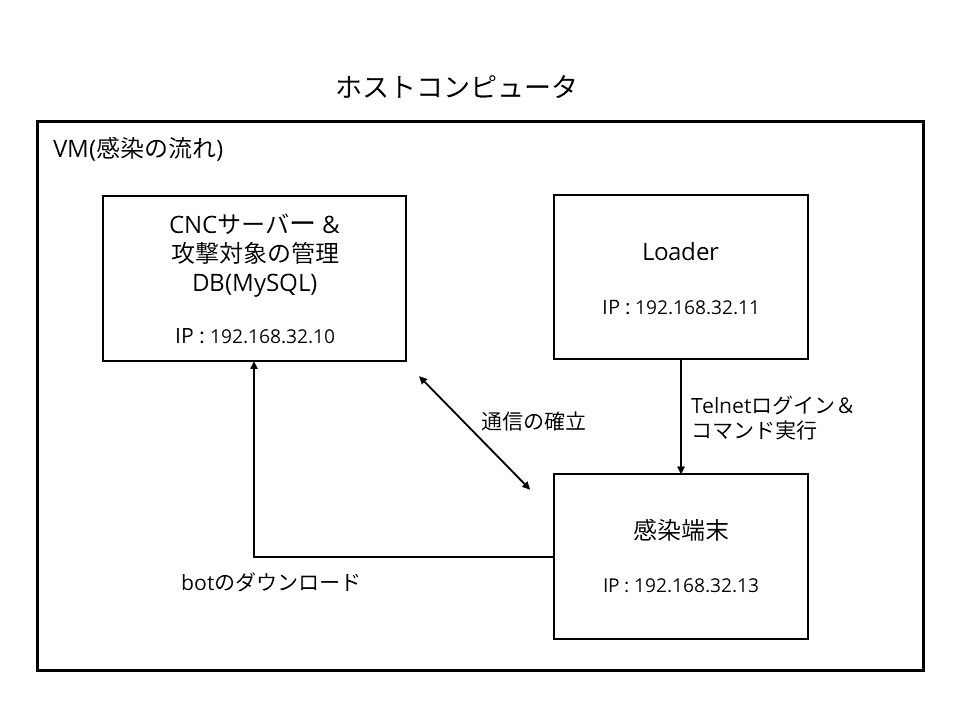 ホストコンピュータ
VM(感染の流れ)
CNCサーバー &
攻撃対象の管理
DB(MySQL)
IP : 192.168.32.10
Loader
IP : 192.168.32.11
通信の確立
Telnetログイン＆
コマンド実行
感染端末
IP : 192.168.32.13
botのダウンロード